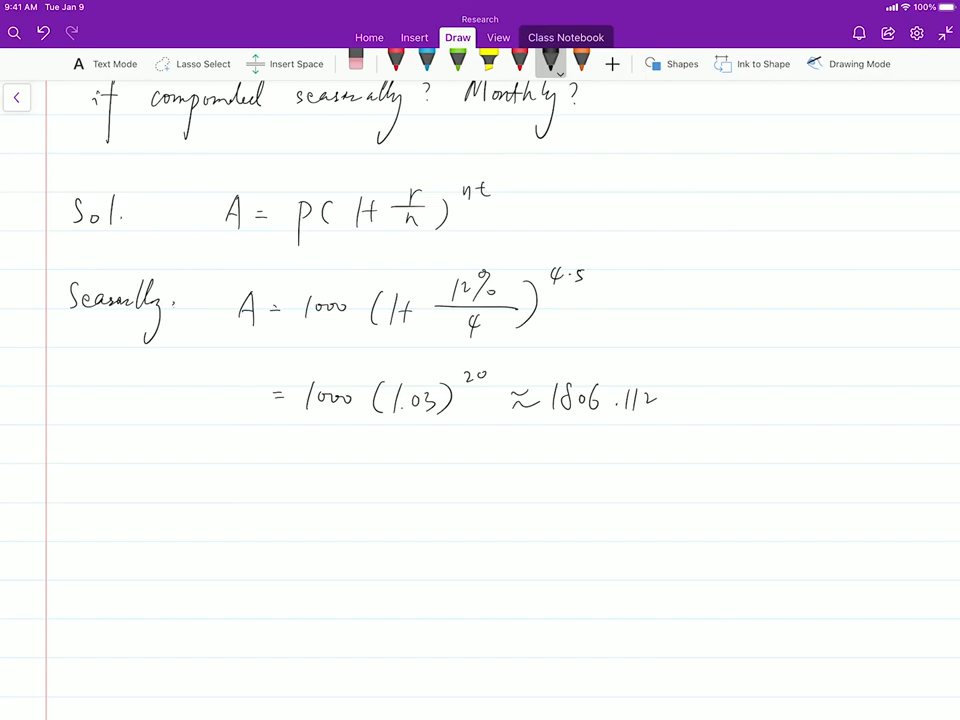 9:41 AM Tue Jan 9
100%
Research
Home Insert Draw View Class Notebook
A Text Mode Lasso Select Insert Space Shapes Ink to Shape Drawing Mode
if compounded seasonally? Monthly?
Sol. A = P(1+ r/n)^nt
Seasonally. A = 1000 (1+ 12%/4)^4·5
= 1000 (1.03)^20 ≈ 1806.112